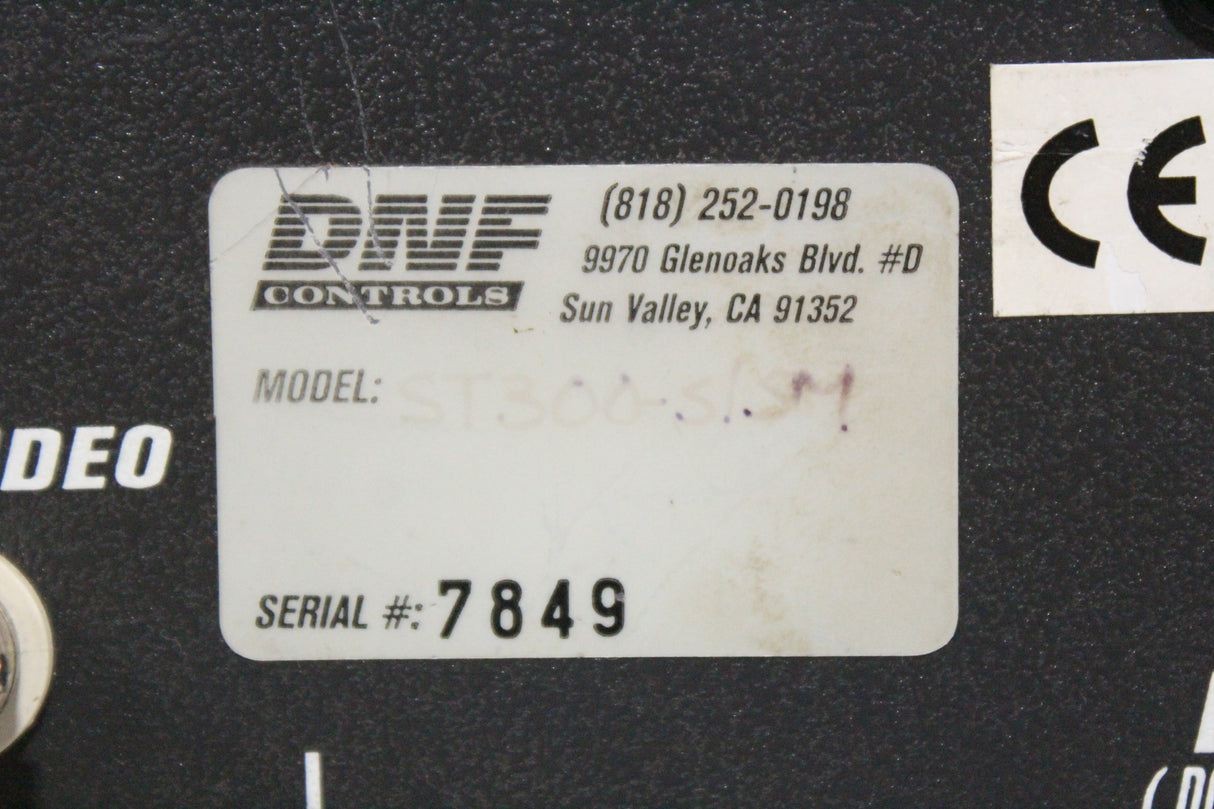 DNF
CONTROLS
(818) 252-0198
9970 Glenoaks Blvd. #D
Sun Valley, CA 91352
CE
MODEL:
DEO
SERIAL #: 7849